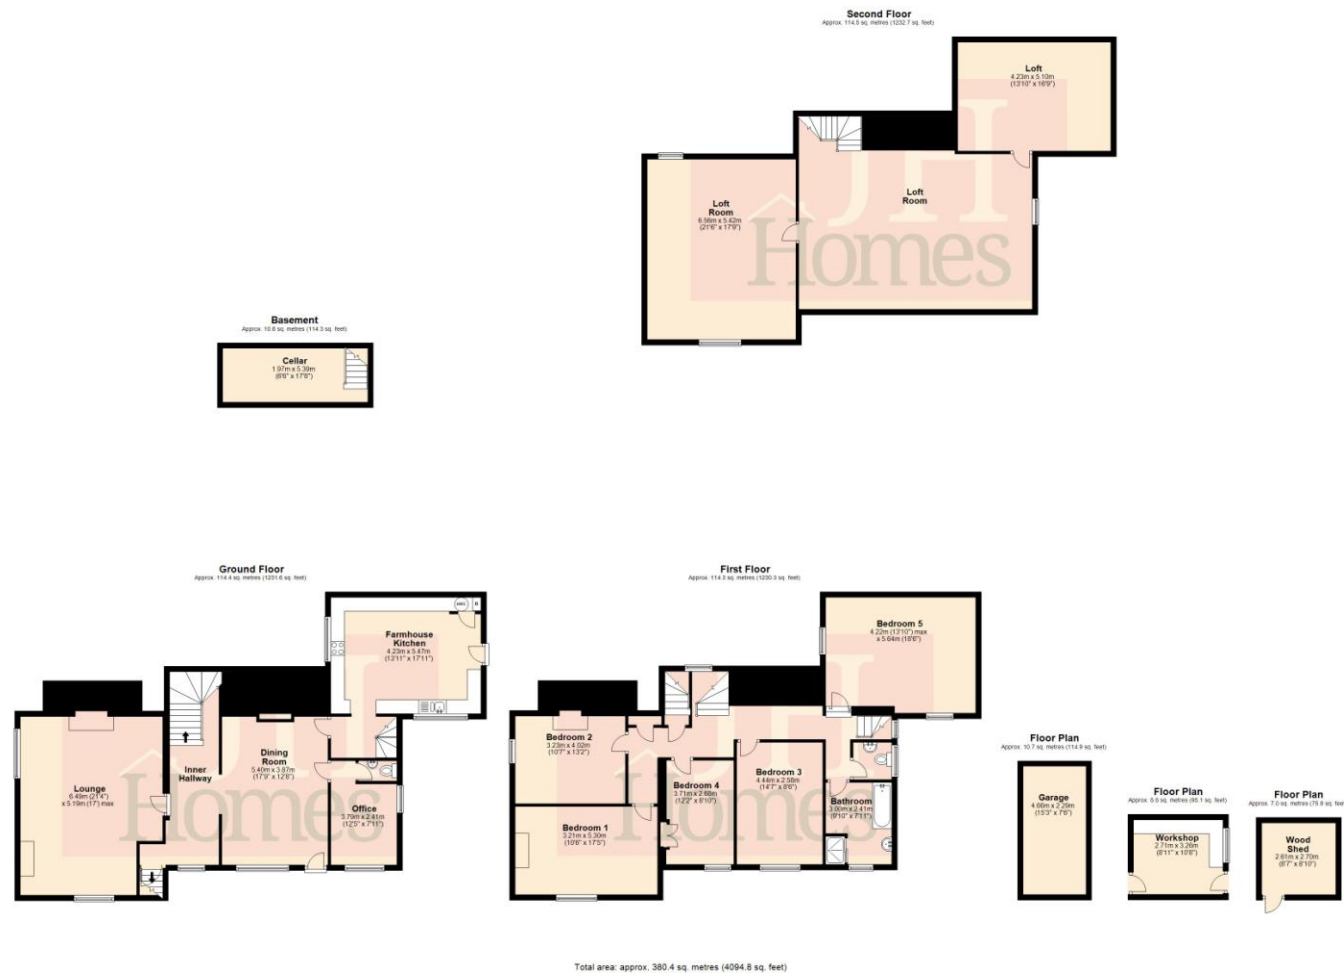 Second Floor
Approx. 114.5 sq. metres (1232.7 sq. feet)
Loft
4.23m x 5.10m
(13'10" x 16'9")
Loft
Room
6.56m x 5.42m
(21'6" x 17'9")
Loft
Room
JH
Homes
Basement
Approx. 10.6 sq. metres (114.3 sq. feet)
Cellar
1.97m x 5.39m
(6'6" x 17'8")
Ground Floor
Approx. 114.4 sq. metres (1231.6 sq. feet)
Farmhouse
Kitchen
4.23m x 5.47m
(13'11" x 17'11")
Dining
Room
5.40m x 3.87m
(17'9" x 12'8")
Inner
Hallway
Lounge
6.49m (21'4")
x 5.19m (17') max
Office
3.79m x 2.41m
(12'5" x 7'11")
JH
Homes
First Floor
Approx. 114.3 sq. metres (1230.3 sq. feet)
Bedroom 5
4.22m (13'10") max
x 5.64m (18'6")
Bedroom 2
3.23m x 4.02m
(10'7" x 13'2")
Bedroom 4
3.71m x 2.68m
(12'2" x 8'10")
Bedroom 3
4.44m x 2.58m
(14'7" x 8'6")
Bathroom
3.00m x 2.41m
(9'10" x 7'11")
Bedroom 1
3.21m x 5.30m
(10'6" x 17'5")
JH
Homes
Floor Plan
Approx. 10.7 sq. metres (114.9 sq. feet)
Garage
4.66m x 2.29m
(15'3" x 7'6")
Floor Plan
Approx. 8.8 sq. metres (95.1 sq. feet)
Workshop
2.71m x 3.26m
(8'11" x 10'8")
Floor Plan
Approx. 7.0 sq. metres (75.8 sq. feet)
Wood
Shed
2.61m x 2.70m
(8'7" x 8'10")
Total area: approx. 380.4 sq. metres (4094.8 sq. feet)